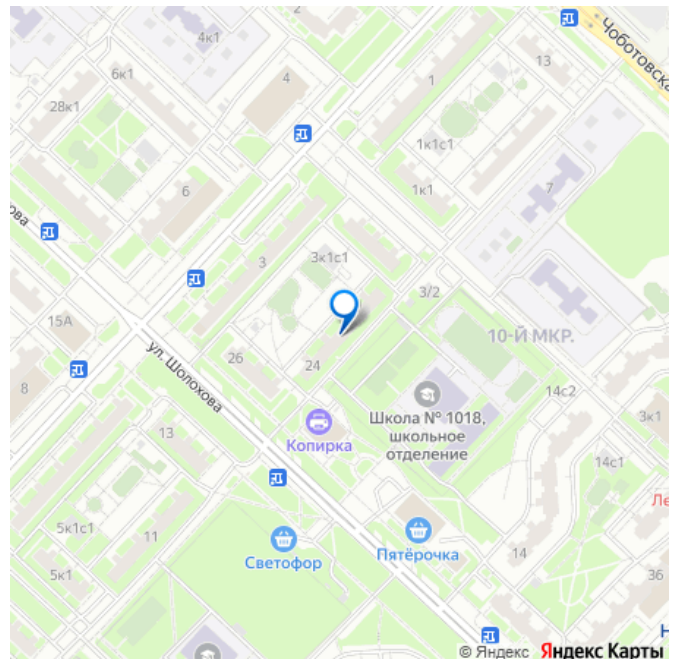 Чоботовска
4к1
13
6к1
4
1
28к1
1к1с1
1к1
7
6
ова
3
3к1с1
3/2
15А
10-Й МКР.
ул. Шолохова
26
24
8
14с2
Школа № 1018,
школьное
отделение
3к1
Копирка
13
14с1
Ле
5к1с1
11
Светофор
Пятёрочка
14
5к1
36
Н
© Яндекс Яндекс Карты